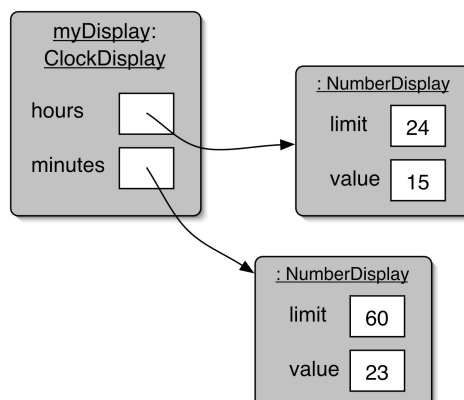 myDisplay:
ClockDisplay
hours
minutes
: NumberDisplay
limit 24
value 15
: NumberDisplay
limit 60
value 23